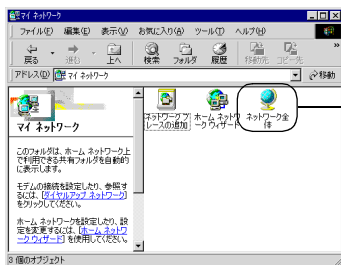 マイ ネットワーク
ファイル(F) 編集(E) 表示(V) お気に入り(A) ツール(T) ヘルプ(H)
戻る 進む 上へ 検索 フォルダ 履歴 移動先 コピー先
アドレス(D) マイ ネットワーク 移動
マイ ネットワーク
このフォルダは、ホーム ネットワーク上
で利用できる共有フォルダを自動的
に表示します。
モデムの接続を設定したり、参照す
るには、[ダイヤルアップ ネットワーク]
をクリックしてください。
ホーム ネットワークを設定したり、設
定を変更するには、[ホーム ネットワ
ーク ウィザード] を使用してください。
ネットワーク プ
レースの追加
ホーム ネットワ
ーク ウィザード
ネットワーク全
体
3 個のオブジェクト